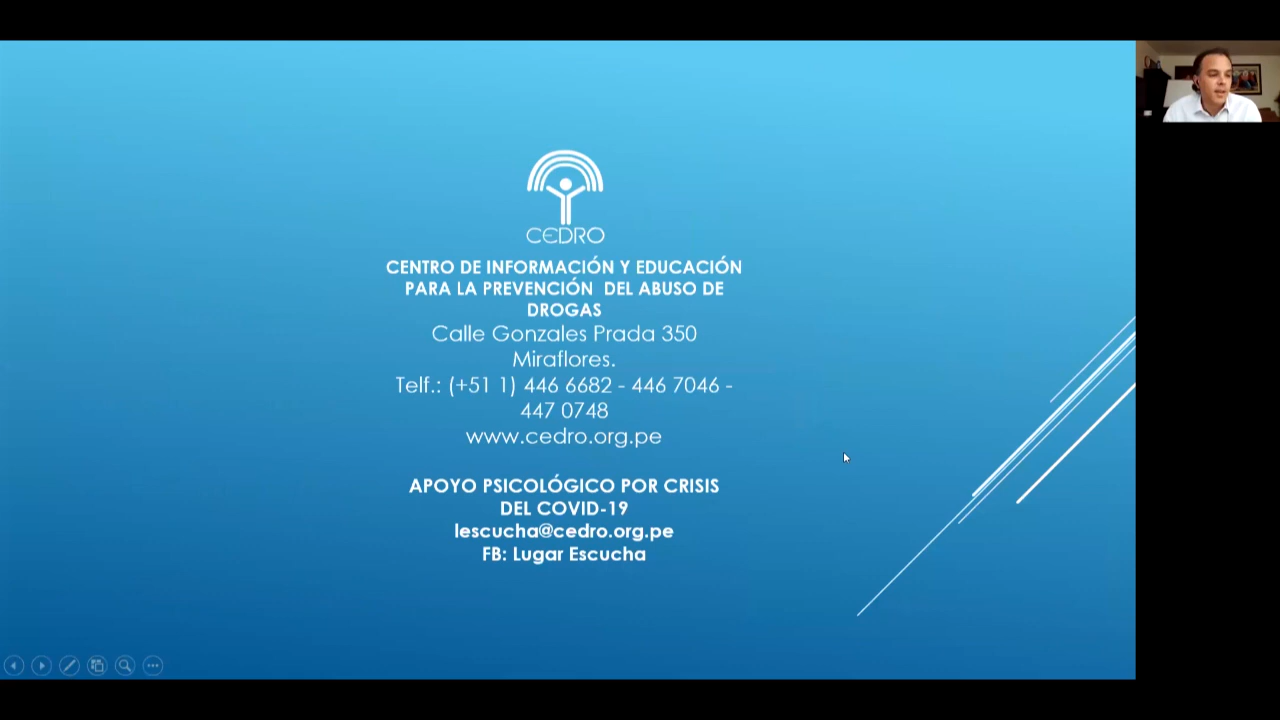 CEDRO
CENTRO DE INFORMACIÓN Y EDUCACIÓN
PARA LA PREVENCIÓN  DEL ABUSO DE
DROGAS
Calle Gonzales Prada 350
Miraflores.
Telf.: (+51 1) 446 6682 - 446 7046 -
447 0748
www.cedro.org.pe
APOYO PSICOLÓGICO POR CRISIS
DEL COVID-19
lescucha@cedro.org.pe
FB: Lugar Escucha